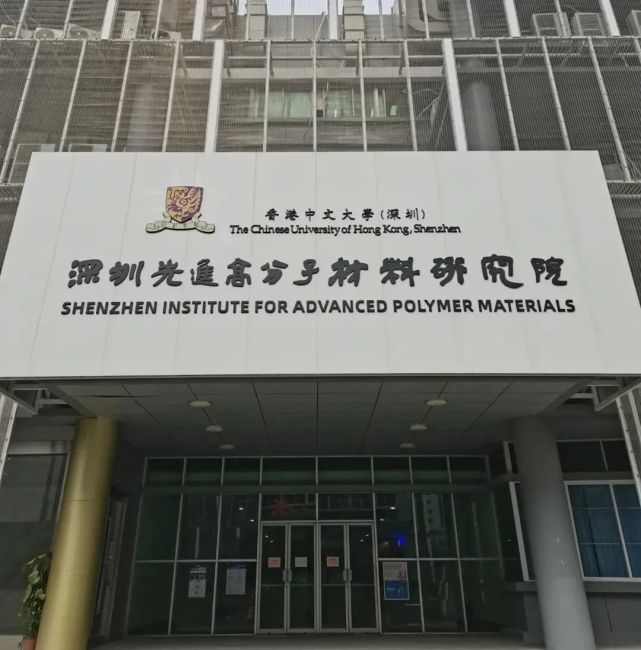 香港中文大學（深圳）
The Chinese University of Hong Kong, Shenzhen
深圳先進高分子材料研究院
SHENZHEN INSTITUTE FOR ADVANCED POLYMER MATERIALS